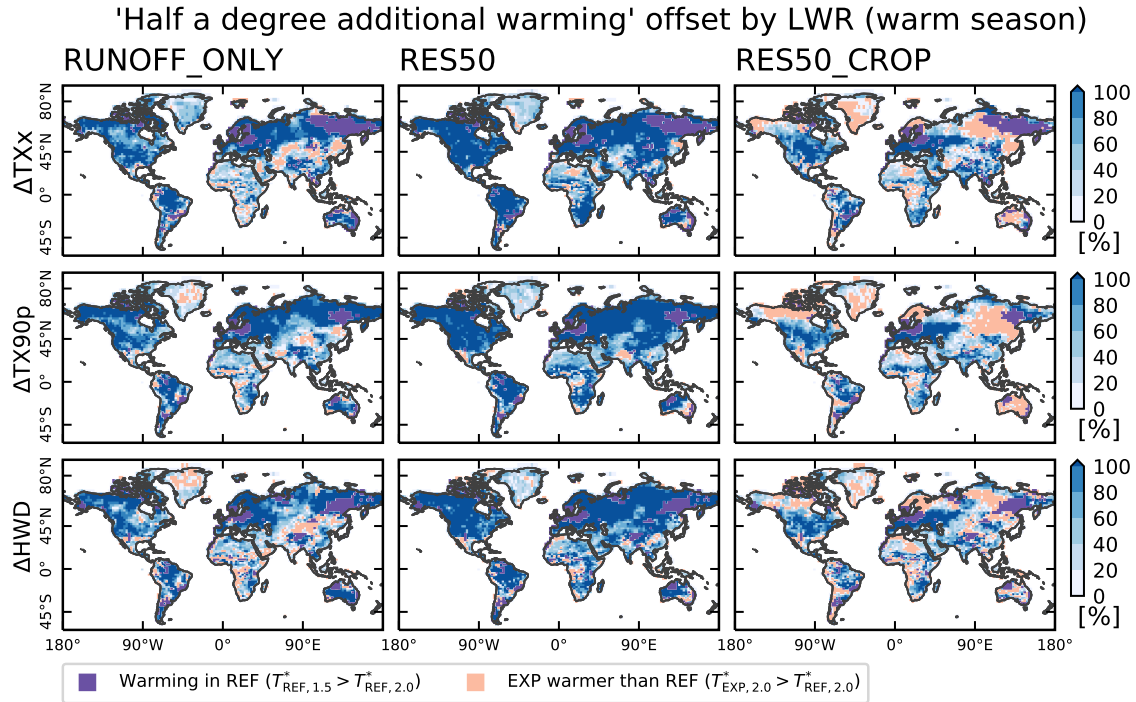 'Half a degree additional warming' offset by LWR (warm season)
RUNOFF_ONLY RES50 RES50_CROP
ΔTXx
80°N
45°N
0°
45°S
100
80
60
40
20
0
[%]
ΔTX90p
80°N
45°N
0°
45°S
100
80
60
40
20
0
[%]
ΔHWD
80°N
45°N
0°
45°S
100
80
60
40
20
0
[%]
180° 90°W 0° 90°E 180° 90°W 0° 90°E 180° 90°W 0° 90°E 180°
Warming in REF (T*REF, 1.5 > T*REF, 2.0) EXP warmer than REF (T*EXP, 2.0 > T*REF, 2.0)